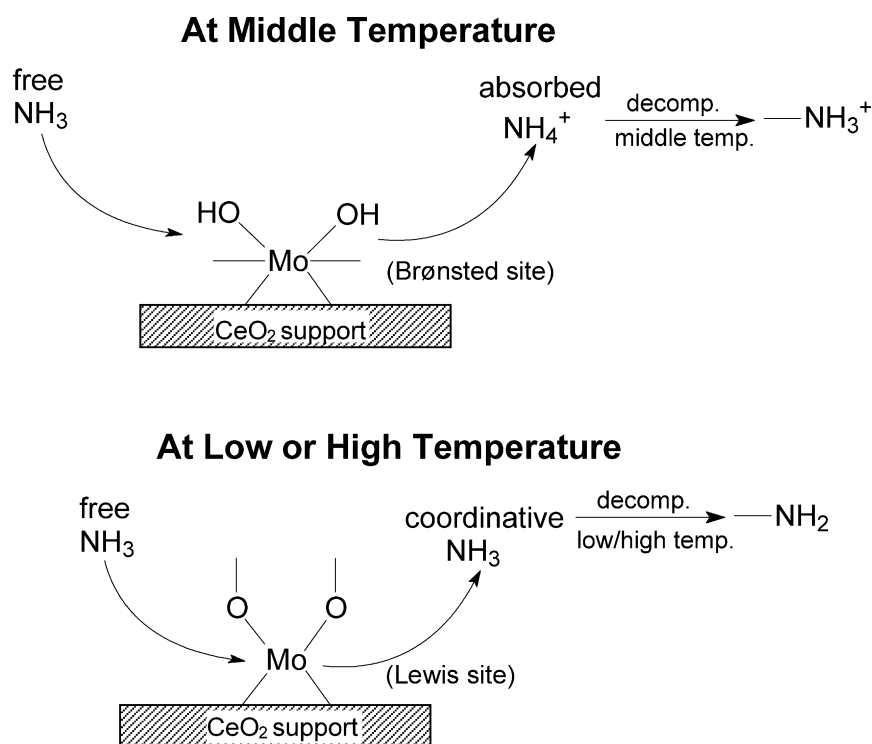 At Middle Temperature
free
NH₃
absorbed
NH₄⁺
decomp.
middle temp.
NH₃⁺
HO
OH
Mo
(Brønsted site)
CeO₂ support
At Low or High Temperature
free
NH₃
coordinative
NH₃
decomp.
low/high temp.
NH₂
O
O
Mo
(Lewis site)
CeO₂ support